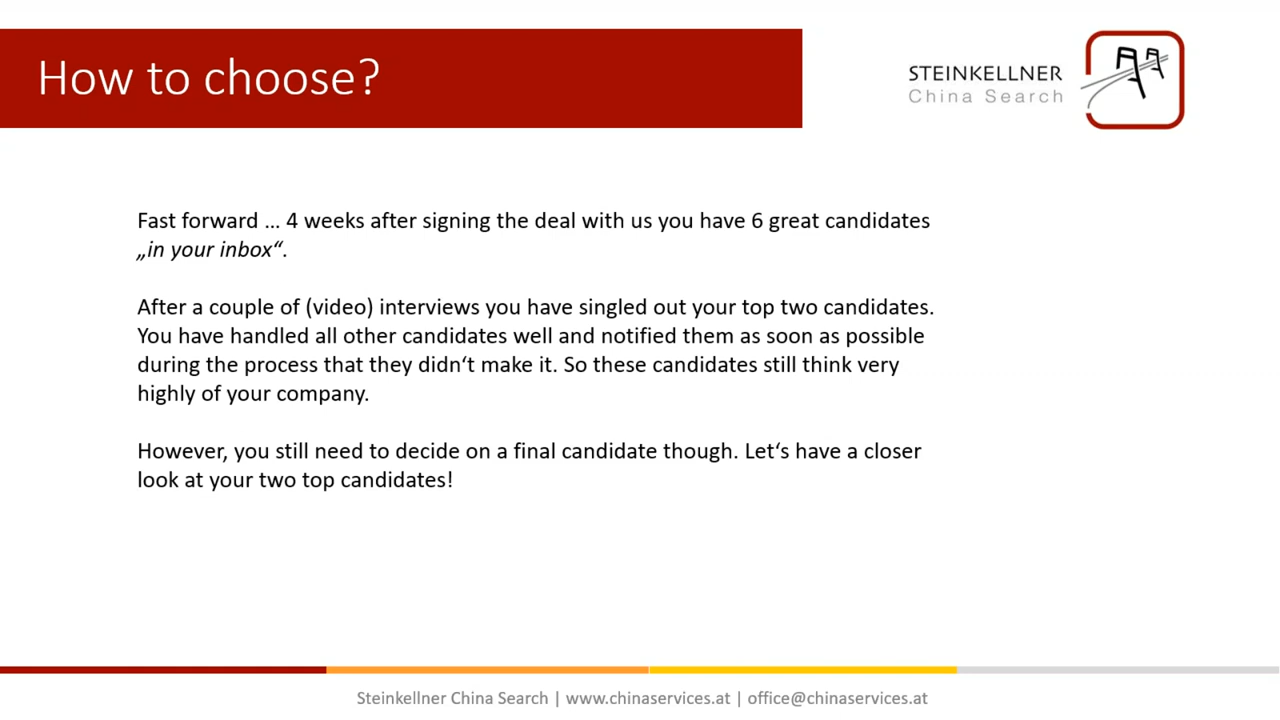 How to choose?
STEINKELLNER
China Search
Fast forward ... 4 weeks after signing the deal with us you have 6 great candidates
„in your inbox“.
After a couple of (video) interviews you have singled out your top two candidates.
You have handled all other candidates well and notified them as soon as possible
during the process that they didn‘t make it. So these candidates still think very
highly of your company.
However, you still need to decide on a final candidate though. Let‘s have a closer
look at your two top candidates!
Steinkellner China Search | www.chinaservices.at | office@chinaservices.at